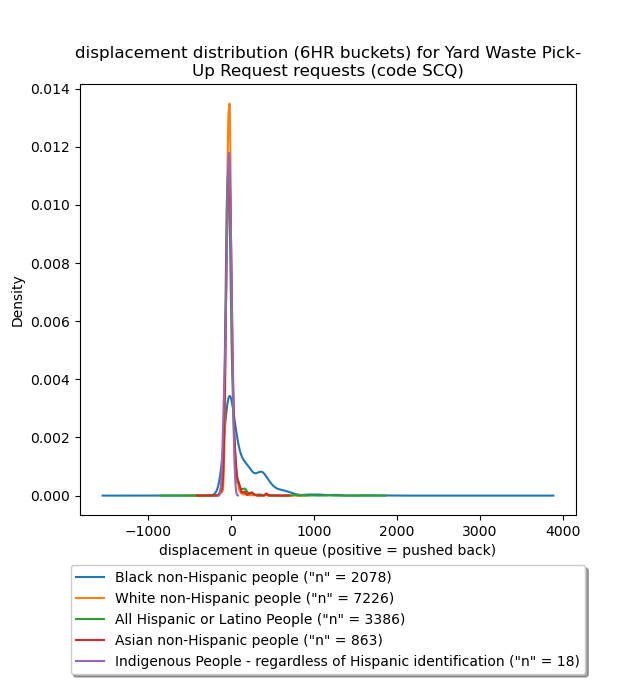 displacement distribution (6HR buckets) for Yard Waste Pick-
Up Request requests (code SCQ)
0.014
0.012
0.010
0.008
0.006
0.004
0.002
0.000
Density
−1000
0
1000
2000
3000
4000
displacement in queue (positive = pushed back)
Black non-Hispanic people ("n" = 2078)
White non-Hispanic people ("n" = 7226)
All Hispanic or Latino People ("n" = 3386)
Asian non-Hispanic people ("n" = 863)
Indigenous People - regardless of Hispanic identification ("n" = 18)